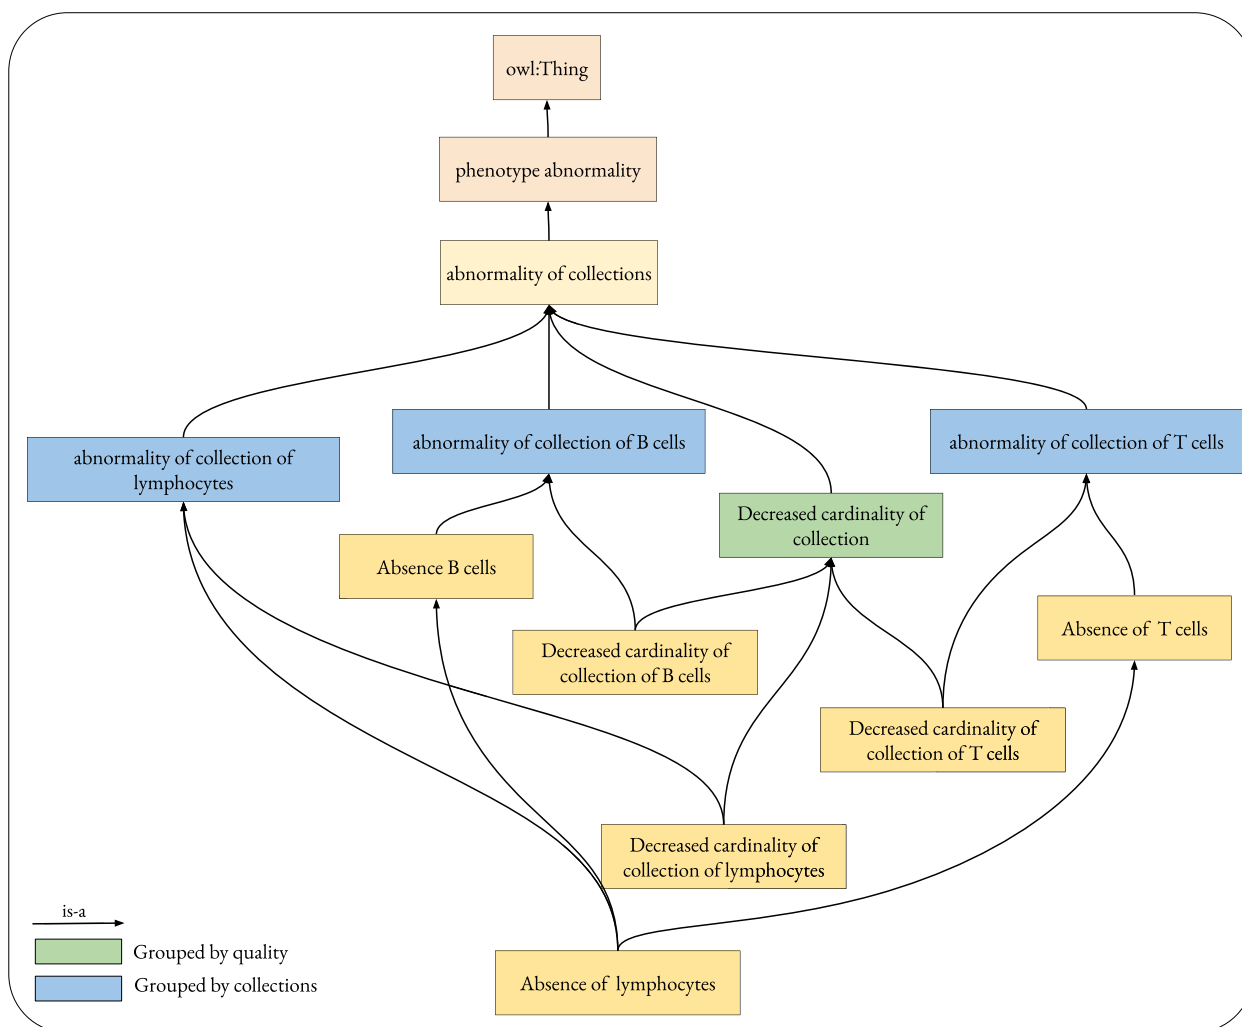 owl:Thing
phenotype abnormality
abnormality of collections
abnormality of collection of
lymphocytes
abnormality of collection of B cells
abnormality of collection of T cells
Decreased cardinality of
collection
Absence B cells
Absence of T cells
Decreased cardinality of
collection of B cells
Decreased cardinality of
collection of T cells
Decreased cardinality of
collection of lymphocytes
Absence of lymphocytes
is-a
Grouped by quality
Grouped by collections